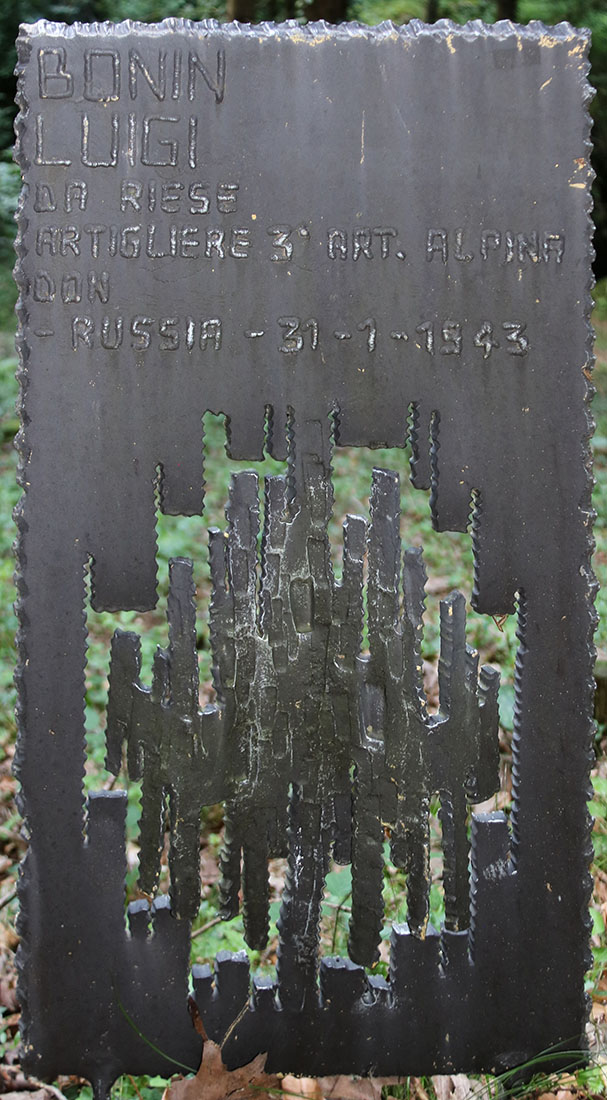 BONIN
LUIGI
DA RIESE
ARTIGLIERE 3° ART. ALPINA
DON
- RUSSIA - 31 - 1 - 1943